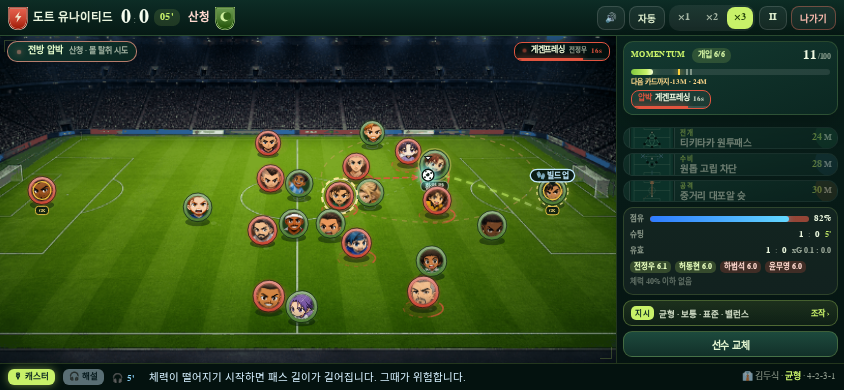 도트 유나이티드 0 : 0 05' 산청
자동 ×1 ×2 ×3 II 나가기
전방 압박 산청 · 볼 탈취 시도
게겐프레싱 전정우 16s
빌드업
GK
GK
MOMENTUM 개입 6/6 11/100
다음 카드까지 -13M · 24M
압박 게겐프레싱 16s
전개
티키타카 원투패스 24 M
수비
원톱 고립 차단 28 M
공격
중거리 대포알 슛 30 M
점유 82%
슈팅 1 : 0 5'
유효 1 : 0 xG 0.1 : 0.0
전정우 6.1 허동현 6.0 하범석 6.0 윤무영 6.0
체력 40% 이하 없음
지시 균형 · 보통 · 표준 · 밸런스 조작 ›
선수 교체
캐스터 해설 5' 체력이 떨어지기 시작하면 패스 길이가 길어집니다. 그때가 위험합니다.
김두식 · 균형 · 4-2-3-1